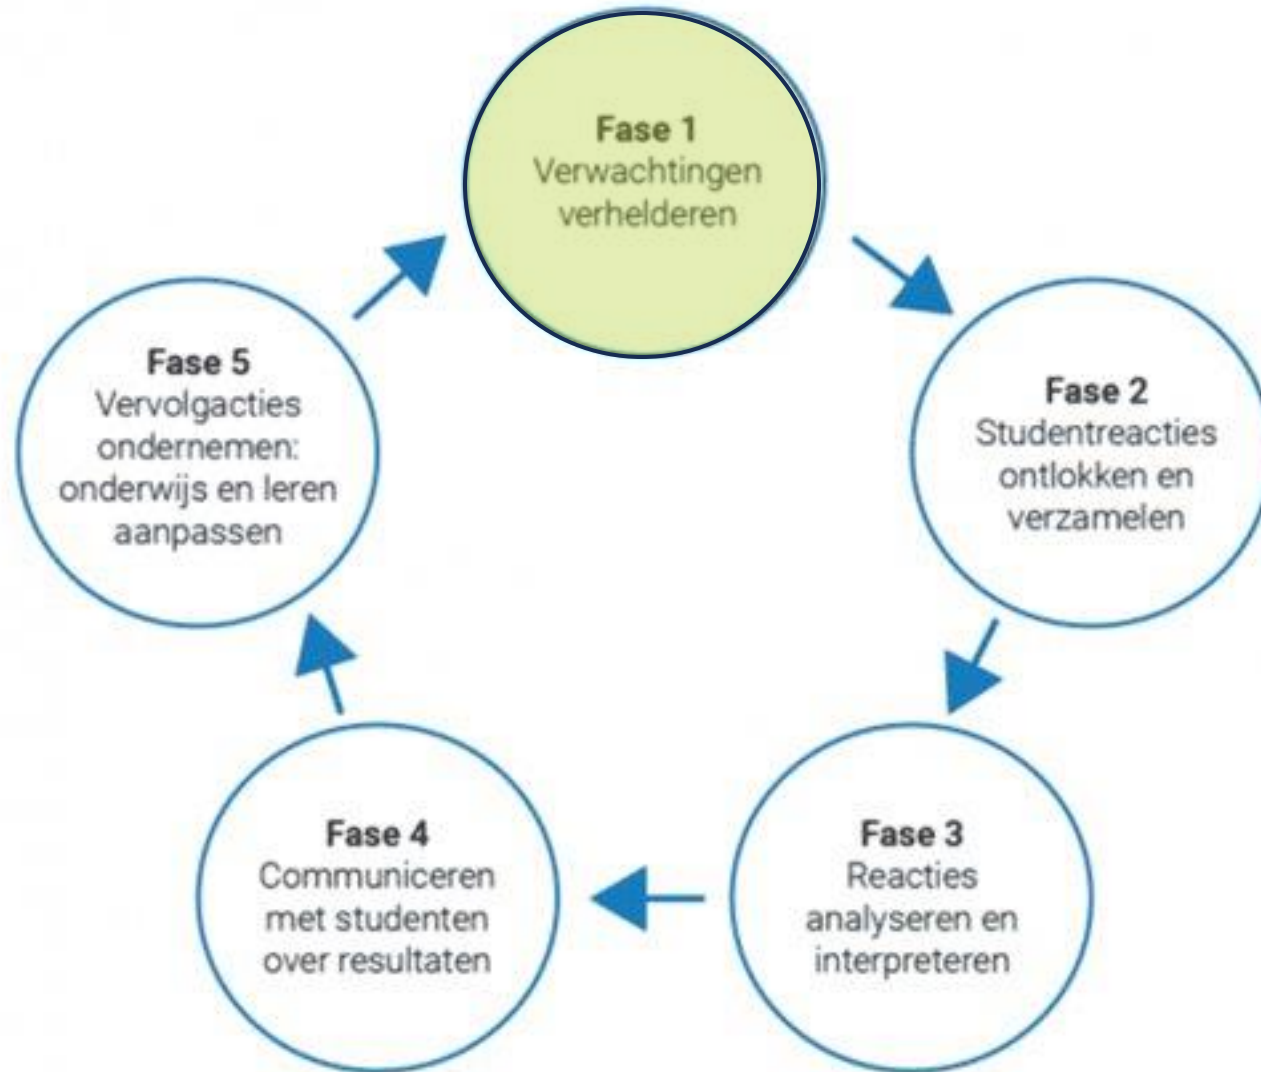 Fase 1
Verwachtingen
verhelderen
Fase 2
Studentreacties
ontlokken en
verzamelen
Fase 3
Reacties
analyseren en
interpreteren
Fase 4
Communiceren
met studenten
over resultaten
Fase 5
Vervolgacties
ondernemen:
onderwijs en leren
aanpassen